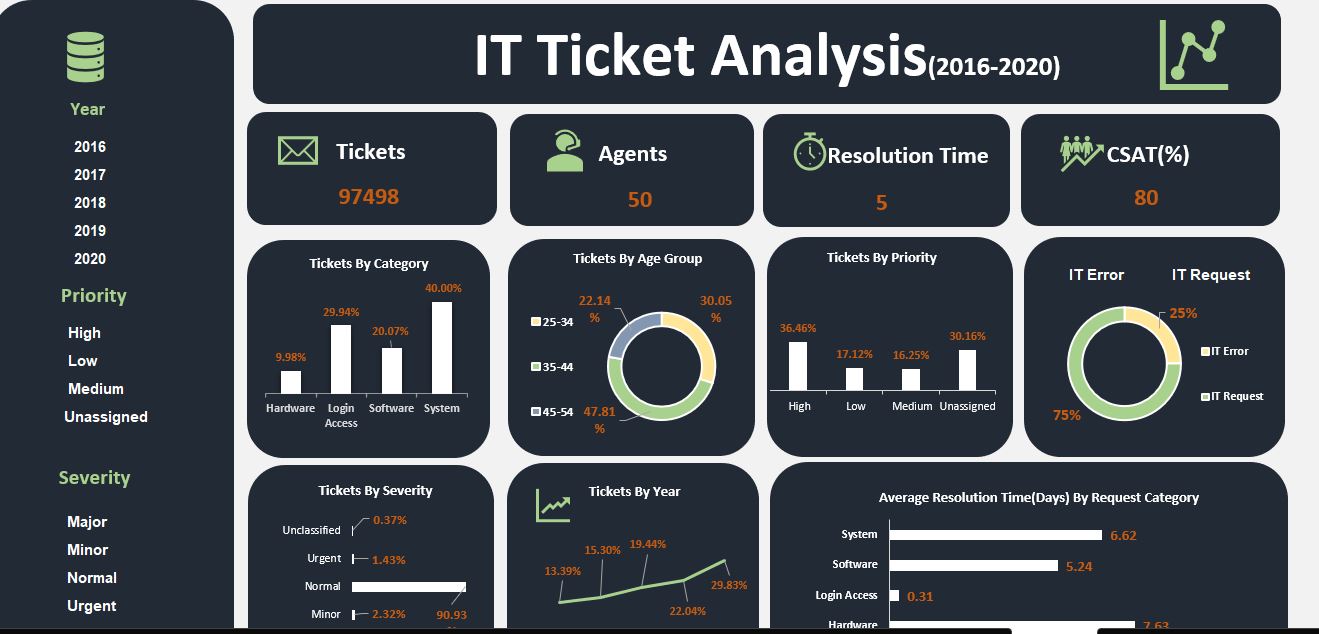 IT Ticket Analysis(2016-2020)
Year
2016
2017
2018
2019
2020
Priority
High
Low
Medium
Unassigned
Severity
Major
Minor
Normal
Urgent
Tickets
97498
Agents
50
Resolution Time
5
CSAT(%)
80
Tickets By Category
40.00%
29.94%
20.07%
9.98%
Hardware Login Software System
Access
Tickets By Age Group
22.14
%
30.05
%
25-34
35-44
45-54
47.81
%
Tickets By Priority
36.46%
30.16%
17.12%
16.25%
High Low Medium Unassigned
IT Error IT Request
25%
IT Error
IT Request
75%
Tickets By Severity
Unclassified 0.37%
Urgent 1.43%
Normal
Minor 2.32% 90.93
Tickets By Year
19.44%
15.30%
13.39%
29.83%
22.04%
Average Resolution Time(Days) By Request Category
System 6.62
Software 5.24
Login Access 0.31
Hardware 7.63